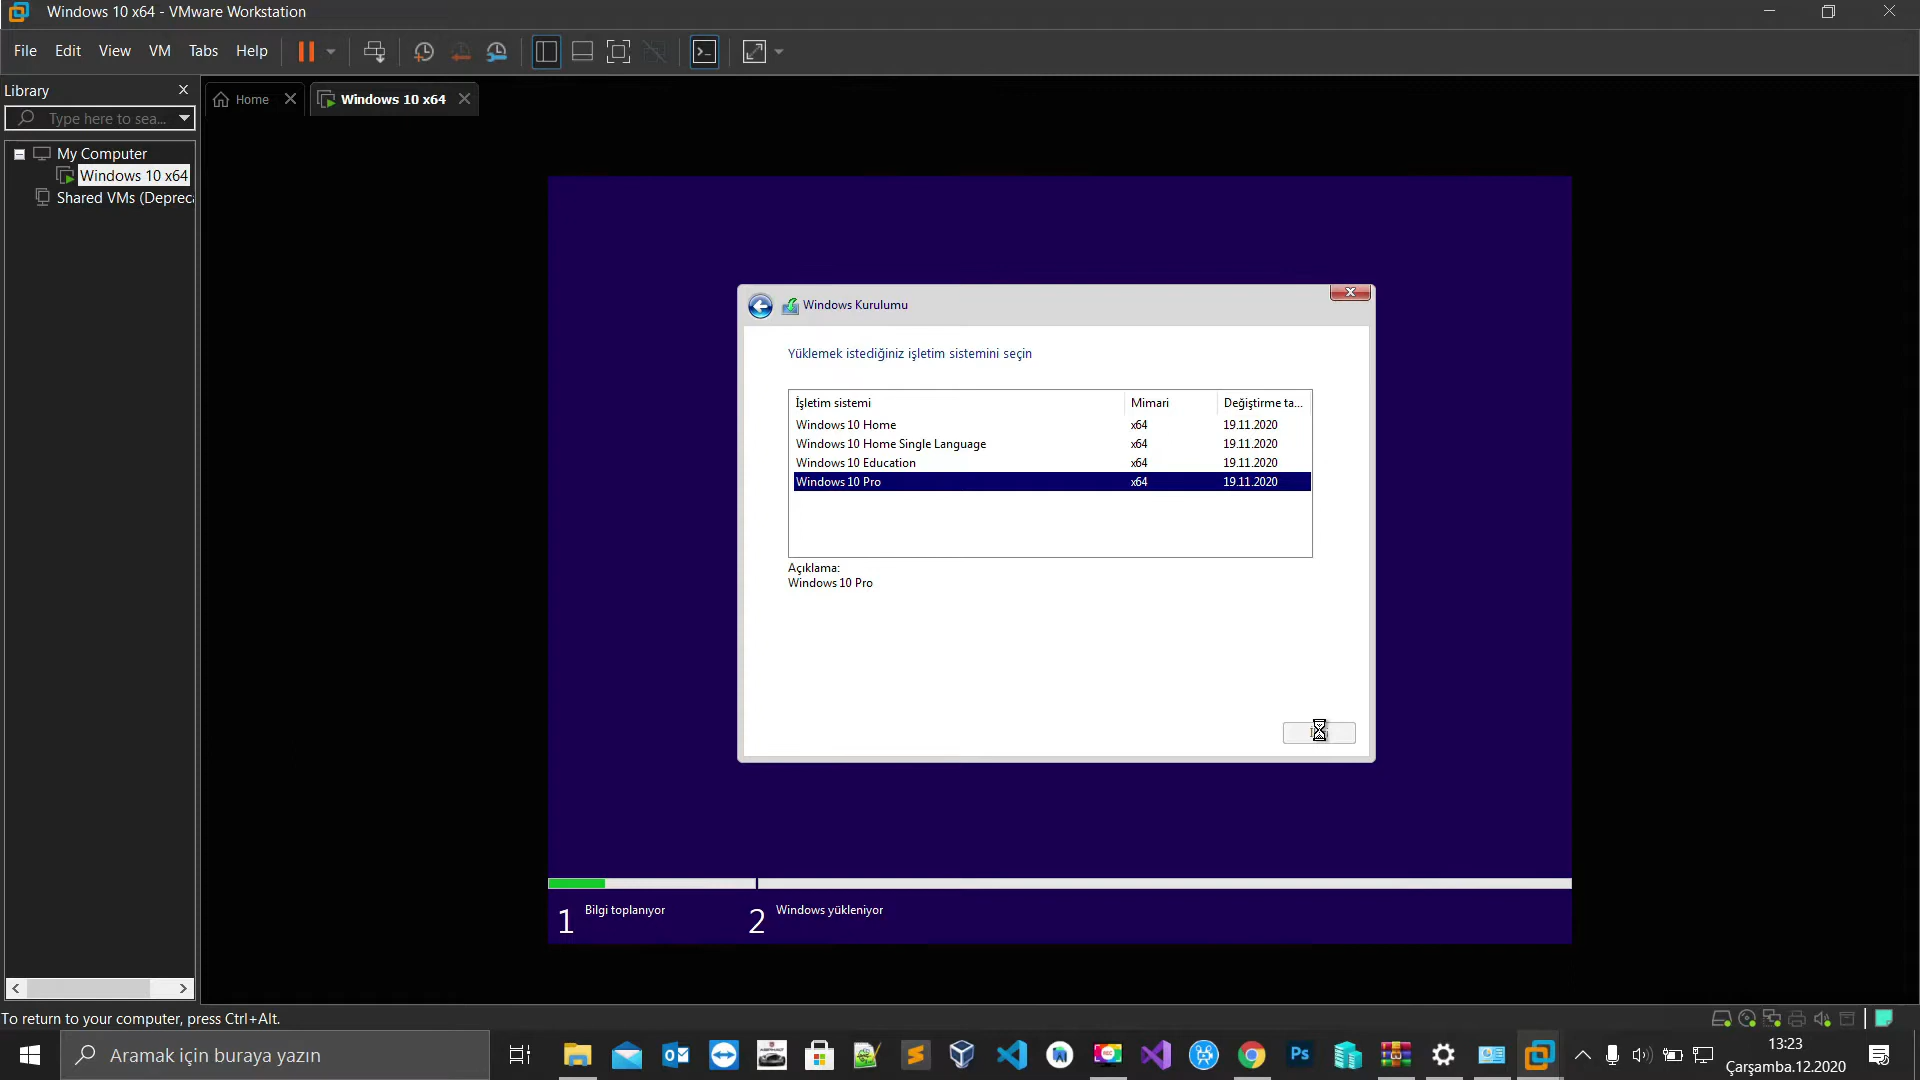 Windows 10 x64 - VMware Workstation
File Edit View VM Tabs Help
Library
Type here to sea...
My Computer
Windows 10 x64
Shared VMs (Depreca
Home
Windows 10 x64
Windows Kurulumu
Yüklemek istediğiniz işletim sistemini seçin
İşletim sistemi Mimari Değiştirme ta...
Windows 10 Home x64 19.11.2020
Windows 10 Home Single Language x64 19.11.2020
Windows 10 Education x64 19.11.2020
Windows 10 Pro x64 19.11.2020
Açıklama:
Windows 10 Pro
1 Bilgi toplanıyor 2 Windows yükleniyor
To return to your computer, press Ctrl+Alt.
Aramak için buraya yazın
Ps
13:23
Çarşamba.12.2020